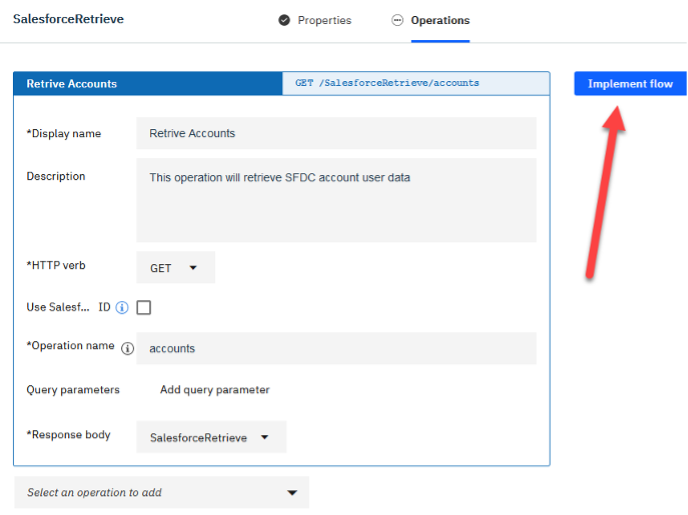 SalesforceRetrieve
Properties
Operations
Retrive Accounts
GET /SalesforceRetrieve/accounts
Implement flow
*Display name
Retrive Accounts
Description
This operation will retrieve SFDC account user data
*HTTP verb
GET
Use Salesf... ID
*Operation name
accounts
Query parameters
Add query parameter
*Response body
SalesforceRetrieve
Select an operation to add